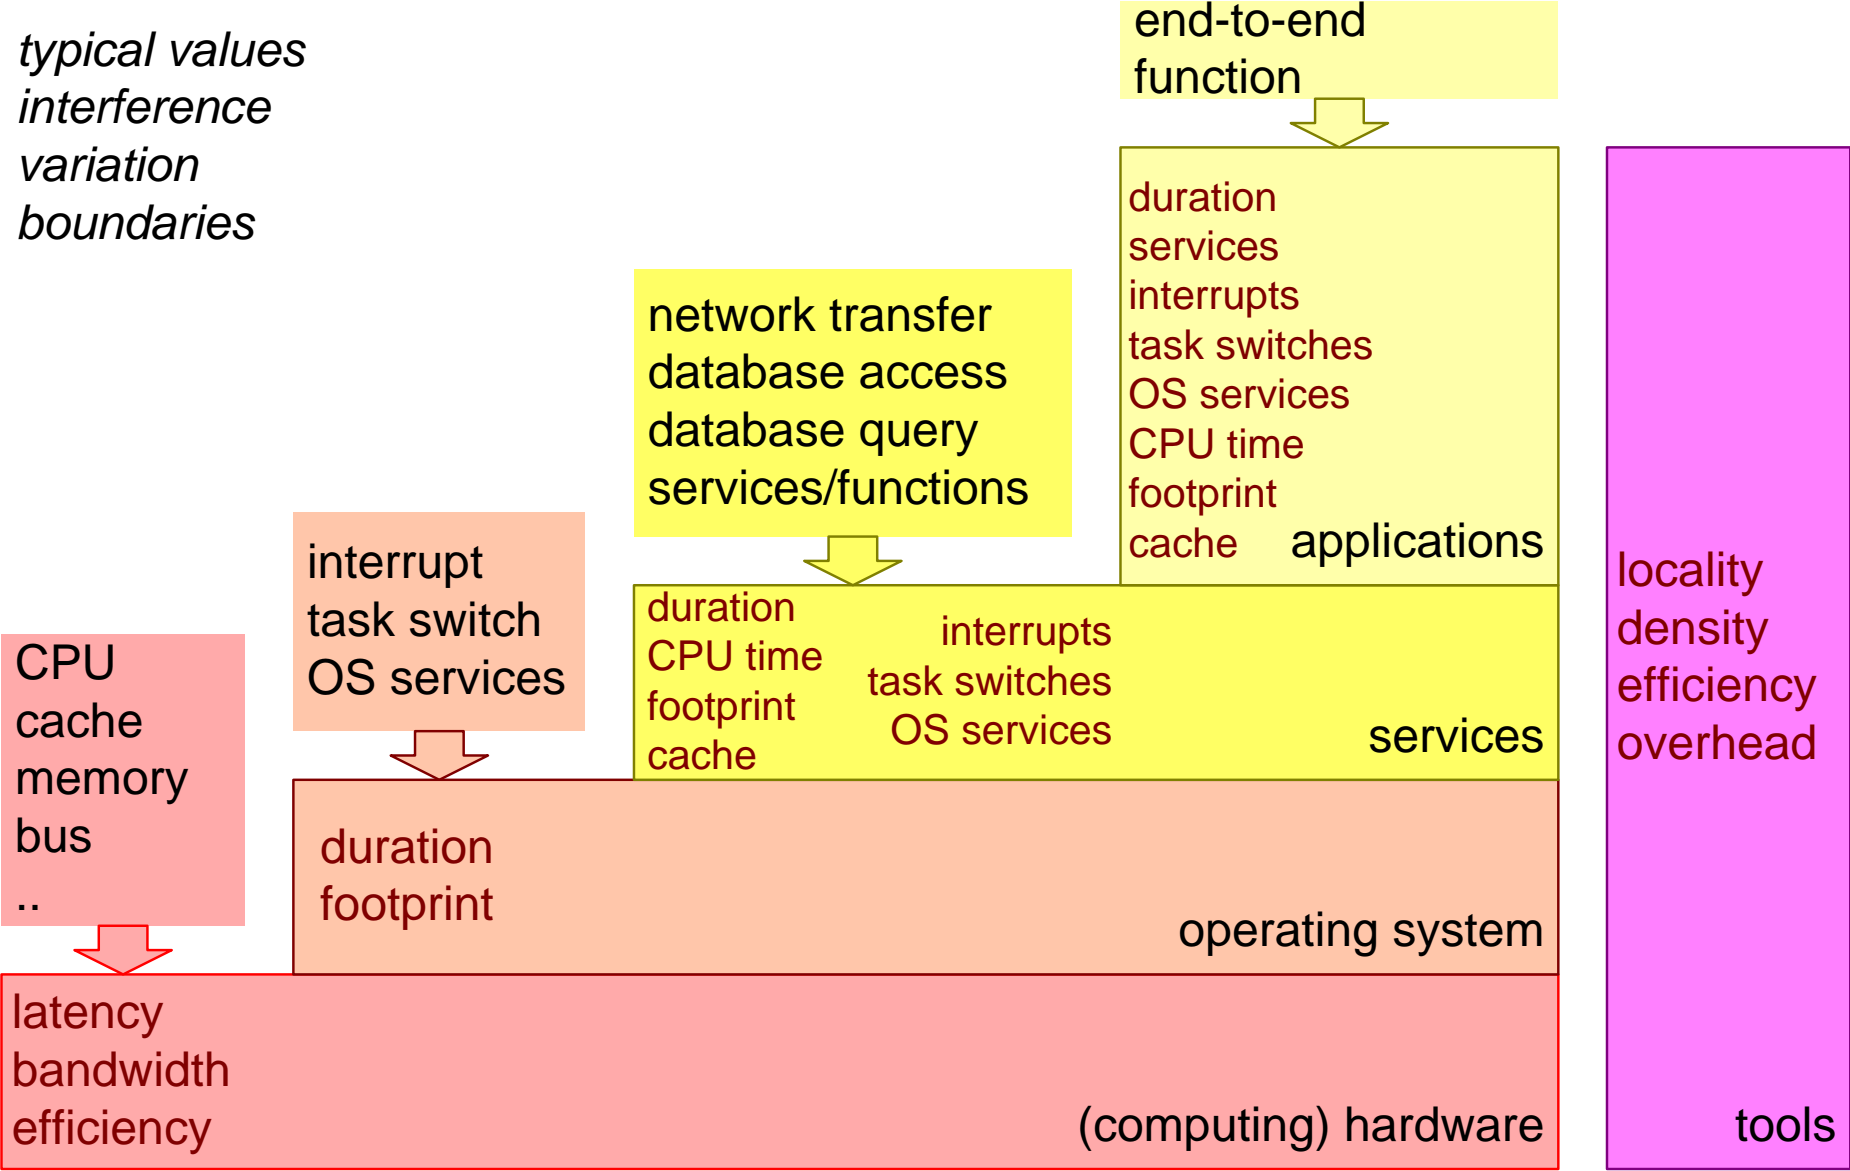 typical values
interference
variation
boundaries
end-to-end
function
duration
services
interrupts
task switches
OS services
CPU time
footprint
cache
applications
network transfer
database access
database query
services/functions
duration
CPU time
footprint
cache
interrupts
task switches
OS services
services
interrupt
task switch
OS services
duration
footprint
operating system
CPU
cache
memory
bus
..
latency
bandwidth
efficiency
(computing) hardware
locality
density
efficiency
overhead
tools